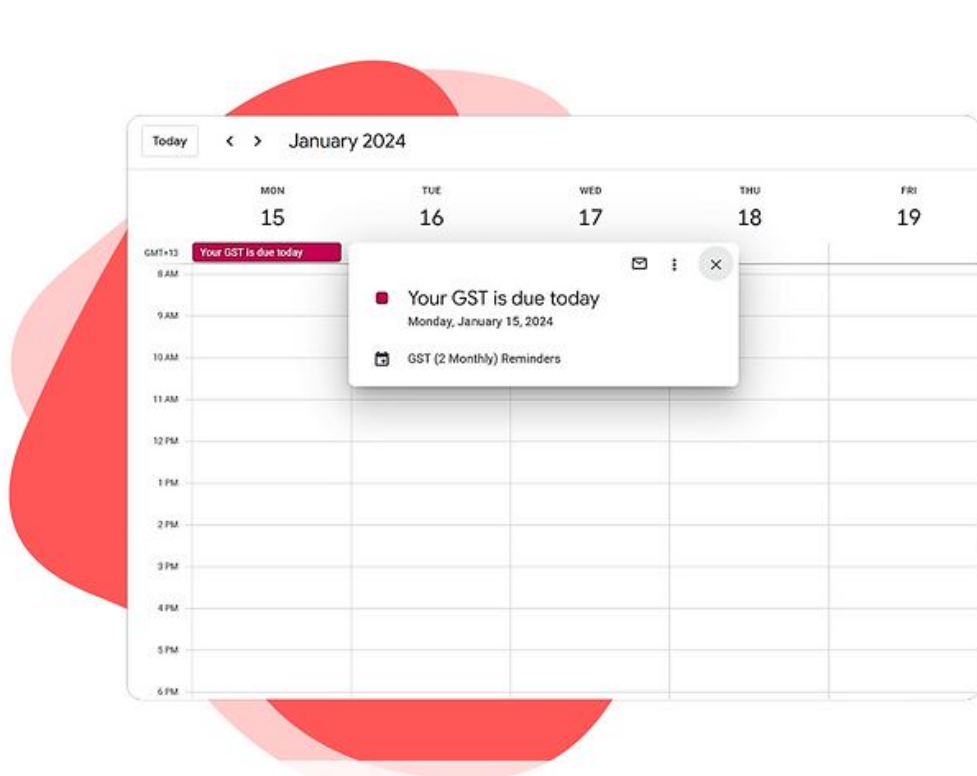 Today < > January 2024
MON TUE WED THU FRI
15 16 17 18 19
GMT+13 Your GST is due today
8 AM
Your GST is due today
9 AM
Monday, January 15, 2024
10 AM
GST (2 Monthly) Reminders
11 AM
12 PM
1 PM
2 PM
3 PM
4 PM
5 PM
6 PM